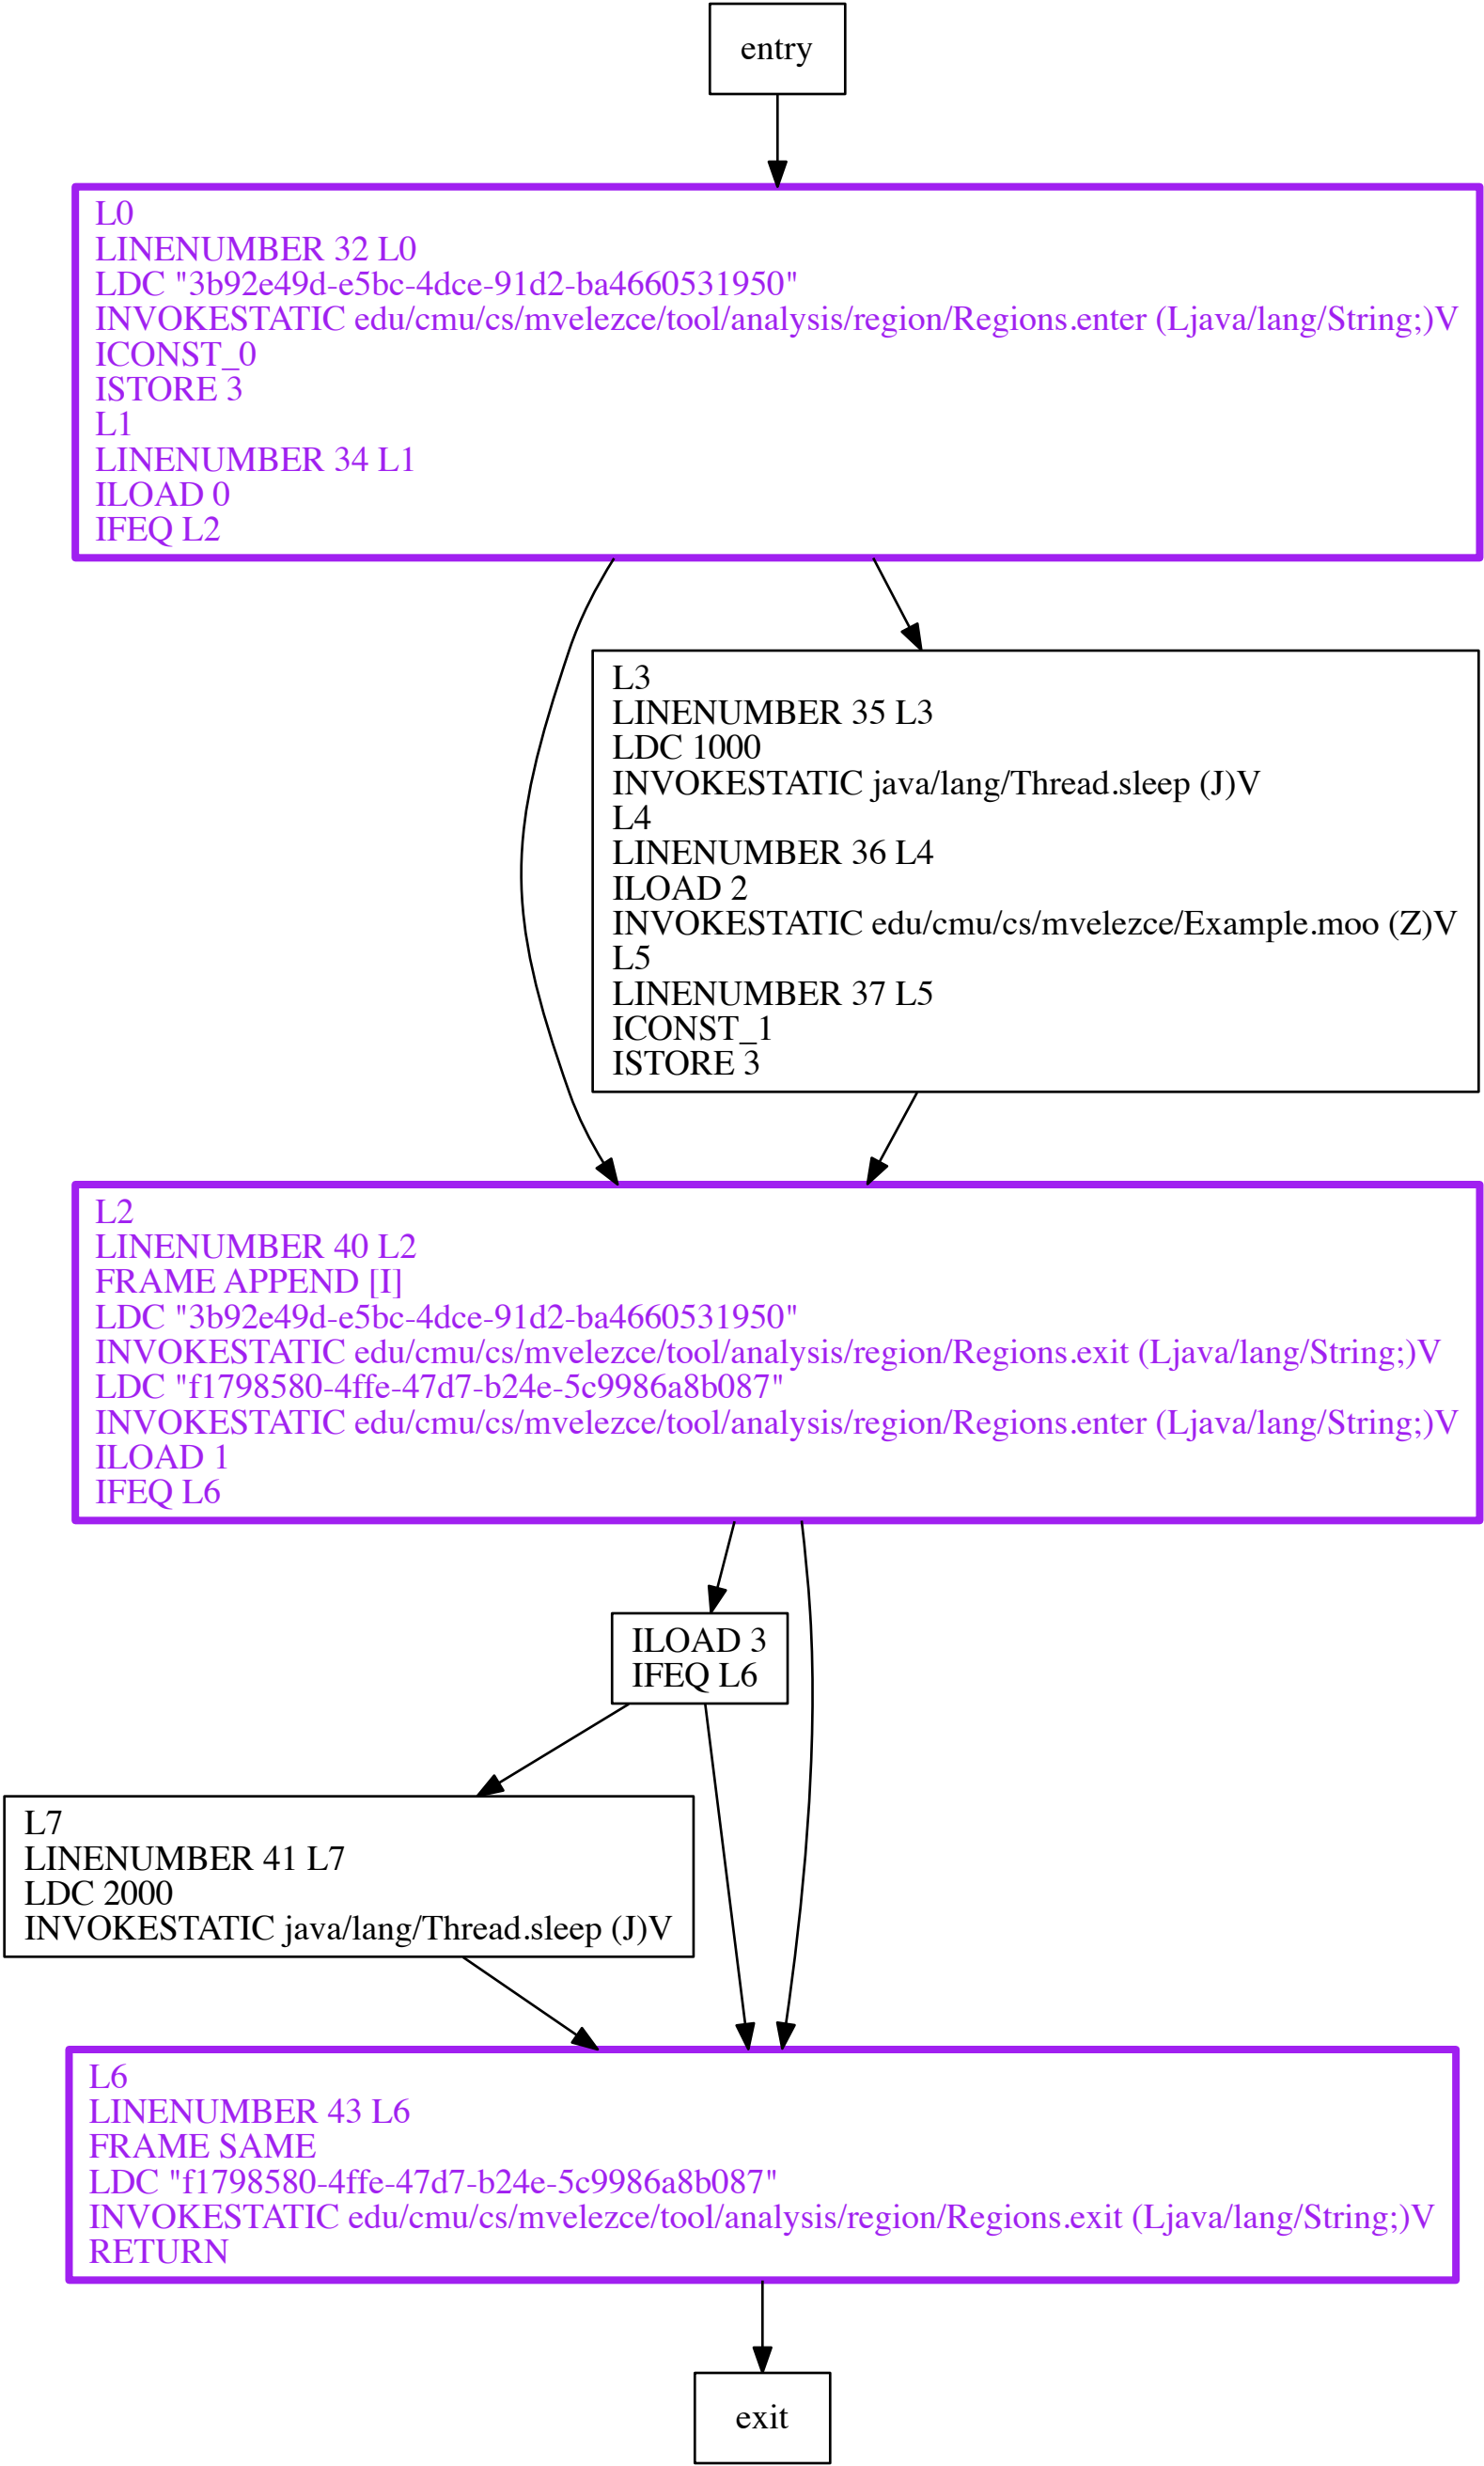 entry
L0
LINENUMBER 32 L0
LDC "3b92e49d-e5bc-4dce-91d2-ba4660531950"
INVOKESTATIC edu/cmu/cs/mvelezce/tool/analysis/region/Regions.enter (Ljava/lang/String;)V
ICONST_0
ISTORE 3
L1
LINENUMBER 34 L1
ILOAD 0
IFEQ L2
L3
LINENUMBER 35 L3
LDC 1000
INVOKESTATIC java/lang/Thread.sleep (J)V
L4
LINENUMBER 36 L4
ILOAD 2
INVOKESTATIC edu/cmu/cs/mvelezce/Example.moo (Z)V
L5
LINENUMBER 37 L5
ICONST_1
ISTORE 3
L2
LINENUMBER 40 L2
FRAME APPEND [I]
LDC "3b92e49d-e5bc-4dce-91d2-ba4660531950"
INVOKESTATIC edu/cmu/cs/mvelezce/tool/analysis/region/Regions.exit (Ljava/lang/String;)V
LDC "f1798580-4ffe-47d7-b24e-5c9986a8b087"
INVOKESTATIC edu/cmu/cs/mvelezce/tool/analysis/region/Regions.enter (Ljava/lang/String;)V
ILOAD 1
IFEQ L6
ILOAD 3
IFEQ L6
L7
LINENUMBER 41 L7
LDC 2000
INVOKESTATIC java/lang/Thread.sleep (J)V
L6
LINENUMBER 43 L6
FRAME SAME
LDC "f1798580-4ffe-47d7-b24e-5c9986a8b087"
INVOKESTATIC edu/cmu/cs/mvelezce/tool/analysis/region/Regions.exit (Ljava/lang/String;)V
RETURN
exit